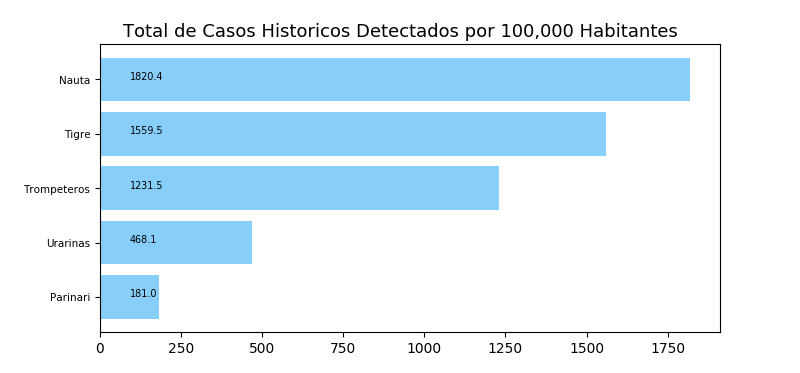 Total de Casos Historicos Detectados por 100,000 Habitantes
Nauta 1820.4
Tigre 1559.5
Trompeteros 1231.5
Urarinas 468.1
Parinari 181.0
0 250 500 750 1000 1250 1500 1750